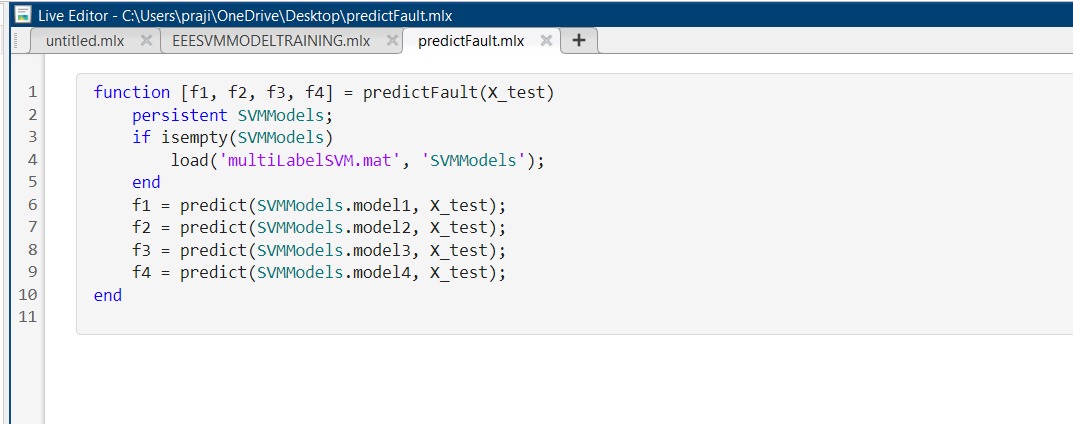 Live Editor - C:\Users\praji\OneDrive\Desktop\predictFault.mlx
untitled.mlx EEESVMMODELTRAINING.mlx predictFault.mlx +
1 function [f1, f2, f3, f4] = predictFault(X_test)
2 persistent SVMModels;
3 if isempty(SVMModels)
4 load('multiLabelSVM.mat', 'SVMModels');
5 end
6 f1 = predict(SVMModels.model1, X_test);
7 f2 = predict(SVMModels.model2, X_test);
8 f3 = predict(SVMModels.model3, X_test);
9 f4 = predict(SVMModels.model4, X_test);
10 end
11